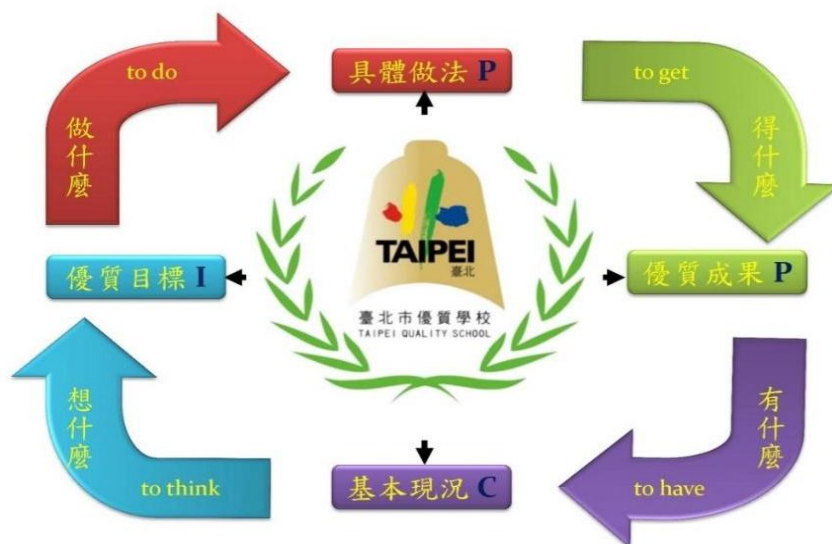 to do
做什麼
具體做法 P
to get
得什麼
優質目標 I
TAIPEI
臺北
臺北市優質學校
TAIPEI QUALITY SCHOOL
優質成果 P
想什麼
to think
基本現況 C
有什麼
to have